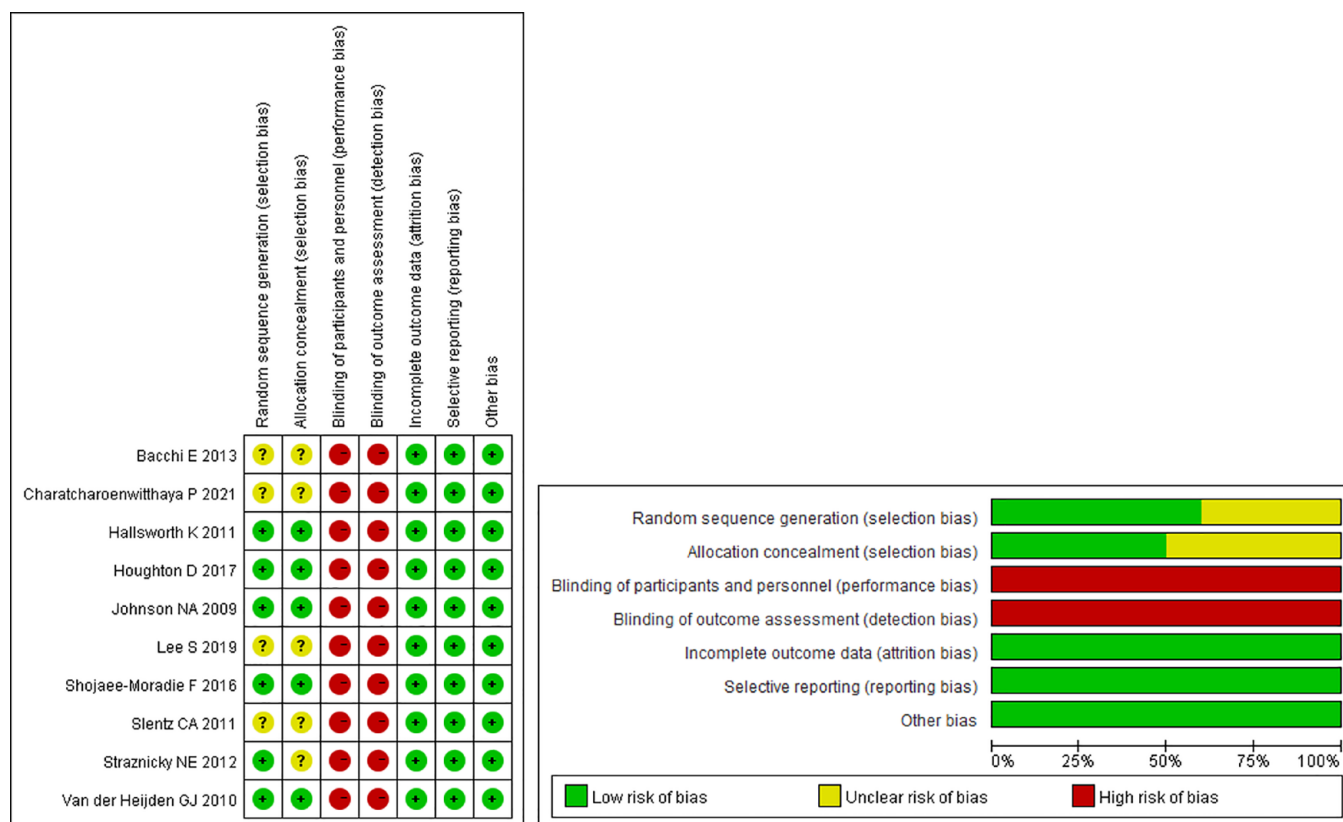 Random sequence generation (selection bias)
Allocation concealment (selection bias)
Blinding of participants and personnel (performance bias)
Blinding of outcome assessment (detection bias)
Incomplete outcome data (attrition bias)
Selective reporting (reporting bias)
Other bias
Bacchi E 2013 ? ? - - + + +
Charatcharoenwitthaya P 2021 ? ? - - + + +
Hallsworth K 2011 + + - - + + +
Houghton D 2017 + + - - + + +
Johnson NA 2009 + + - - + + +
Lee S 2019 ? ? - - + + +
Shojaee-Moradie F 2016 + + - - + + +
Slentz CA 2011 ? ? - - + + +
Straznicky NE 2012 + ? - - + + +
Van der Heijden GJ 2010 + + - - + + +
Random sequence generation (selection bias)
Allocation concealment (selection bias)
Blinding of participants and personnel (performance bias)
Blinding of outcome assessment (detection bias)
Incomplete outcome data (attrition bias)
Selective reporting (reporting bias)
Other bias
0% 25% 50% 75% 100%
Low risk of bias Unclear risk of bias High risk of bias